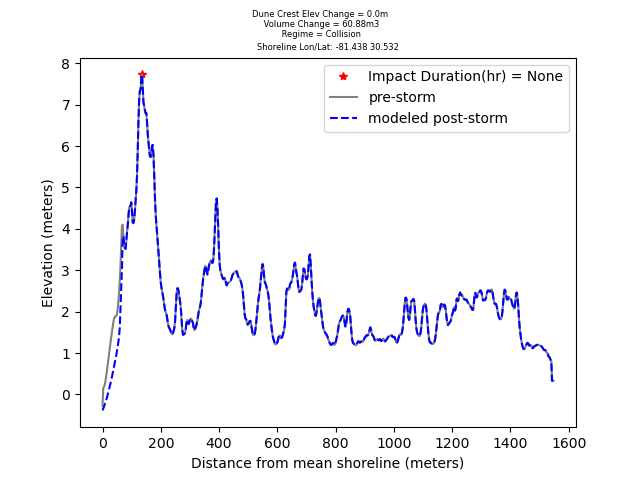 Dune Crest Elev Change = 0.0m
Volume Change = 60.88m3
Regime = Collision
Shoreline Lon/Lat: -81.438 30.532
Impact Duration(hr) = None
pre-storm
modeled post-storm
8
7
6
5
4
3
2
1
0
Elevation (meters)
0 200 400 600 800 1000 1200 1400 1600
Distance from mean shoreline (meters)